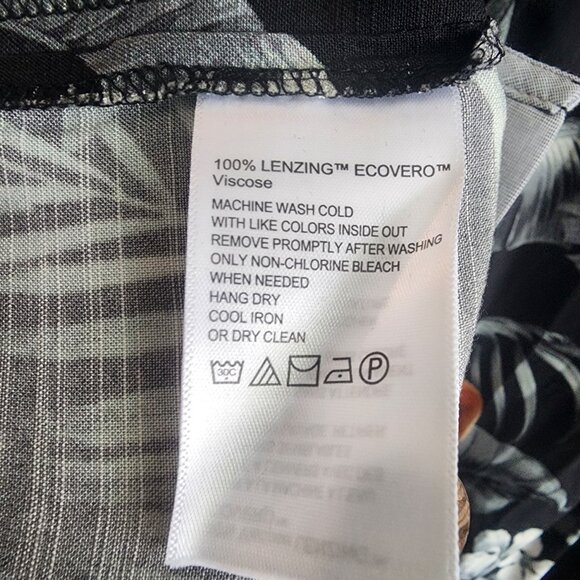 100% LENZING™ ECOVERO™
Viscose
MACHINE WASH COLD
WITH LIKE COLORS INSIDE OUT
REMOVE PROMPTLY AFTER WASHING
ONLY NON-CHLORINE BLEACH
WHEN NEEDED
HANG DRY
COOL IRON
OR DRY CLEAN
30C P